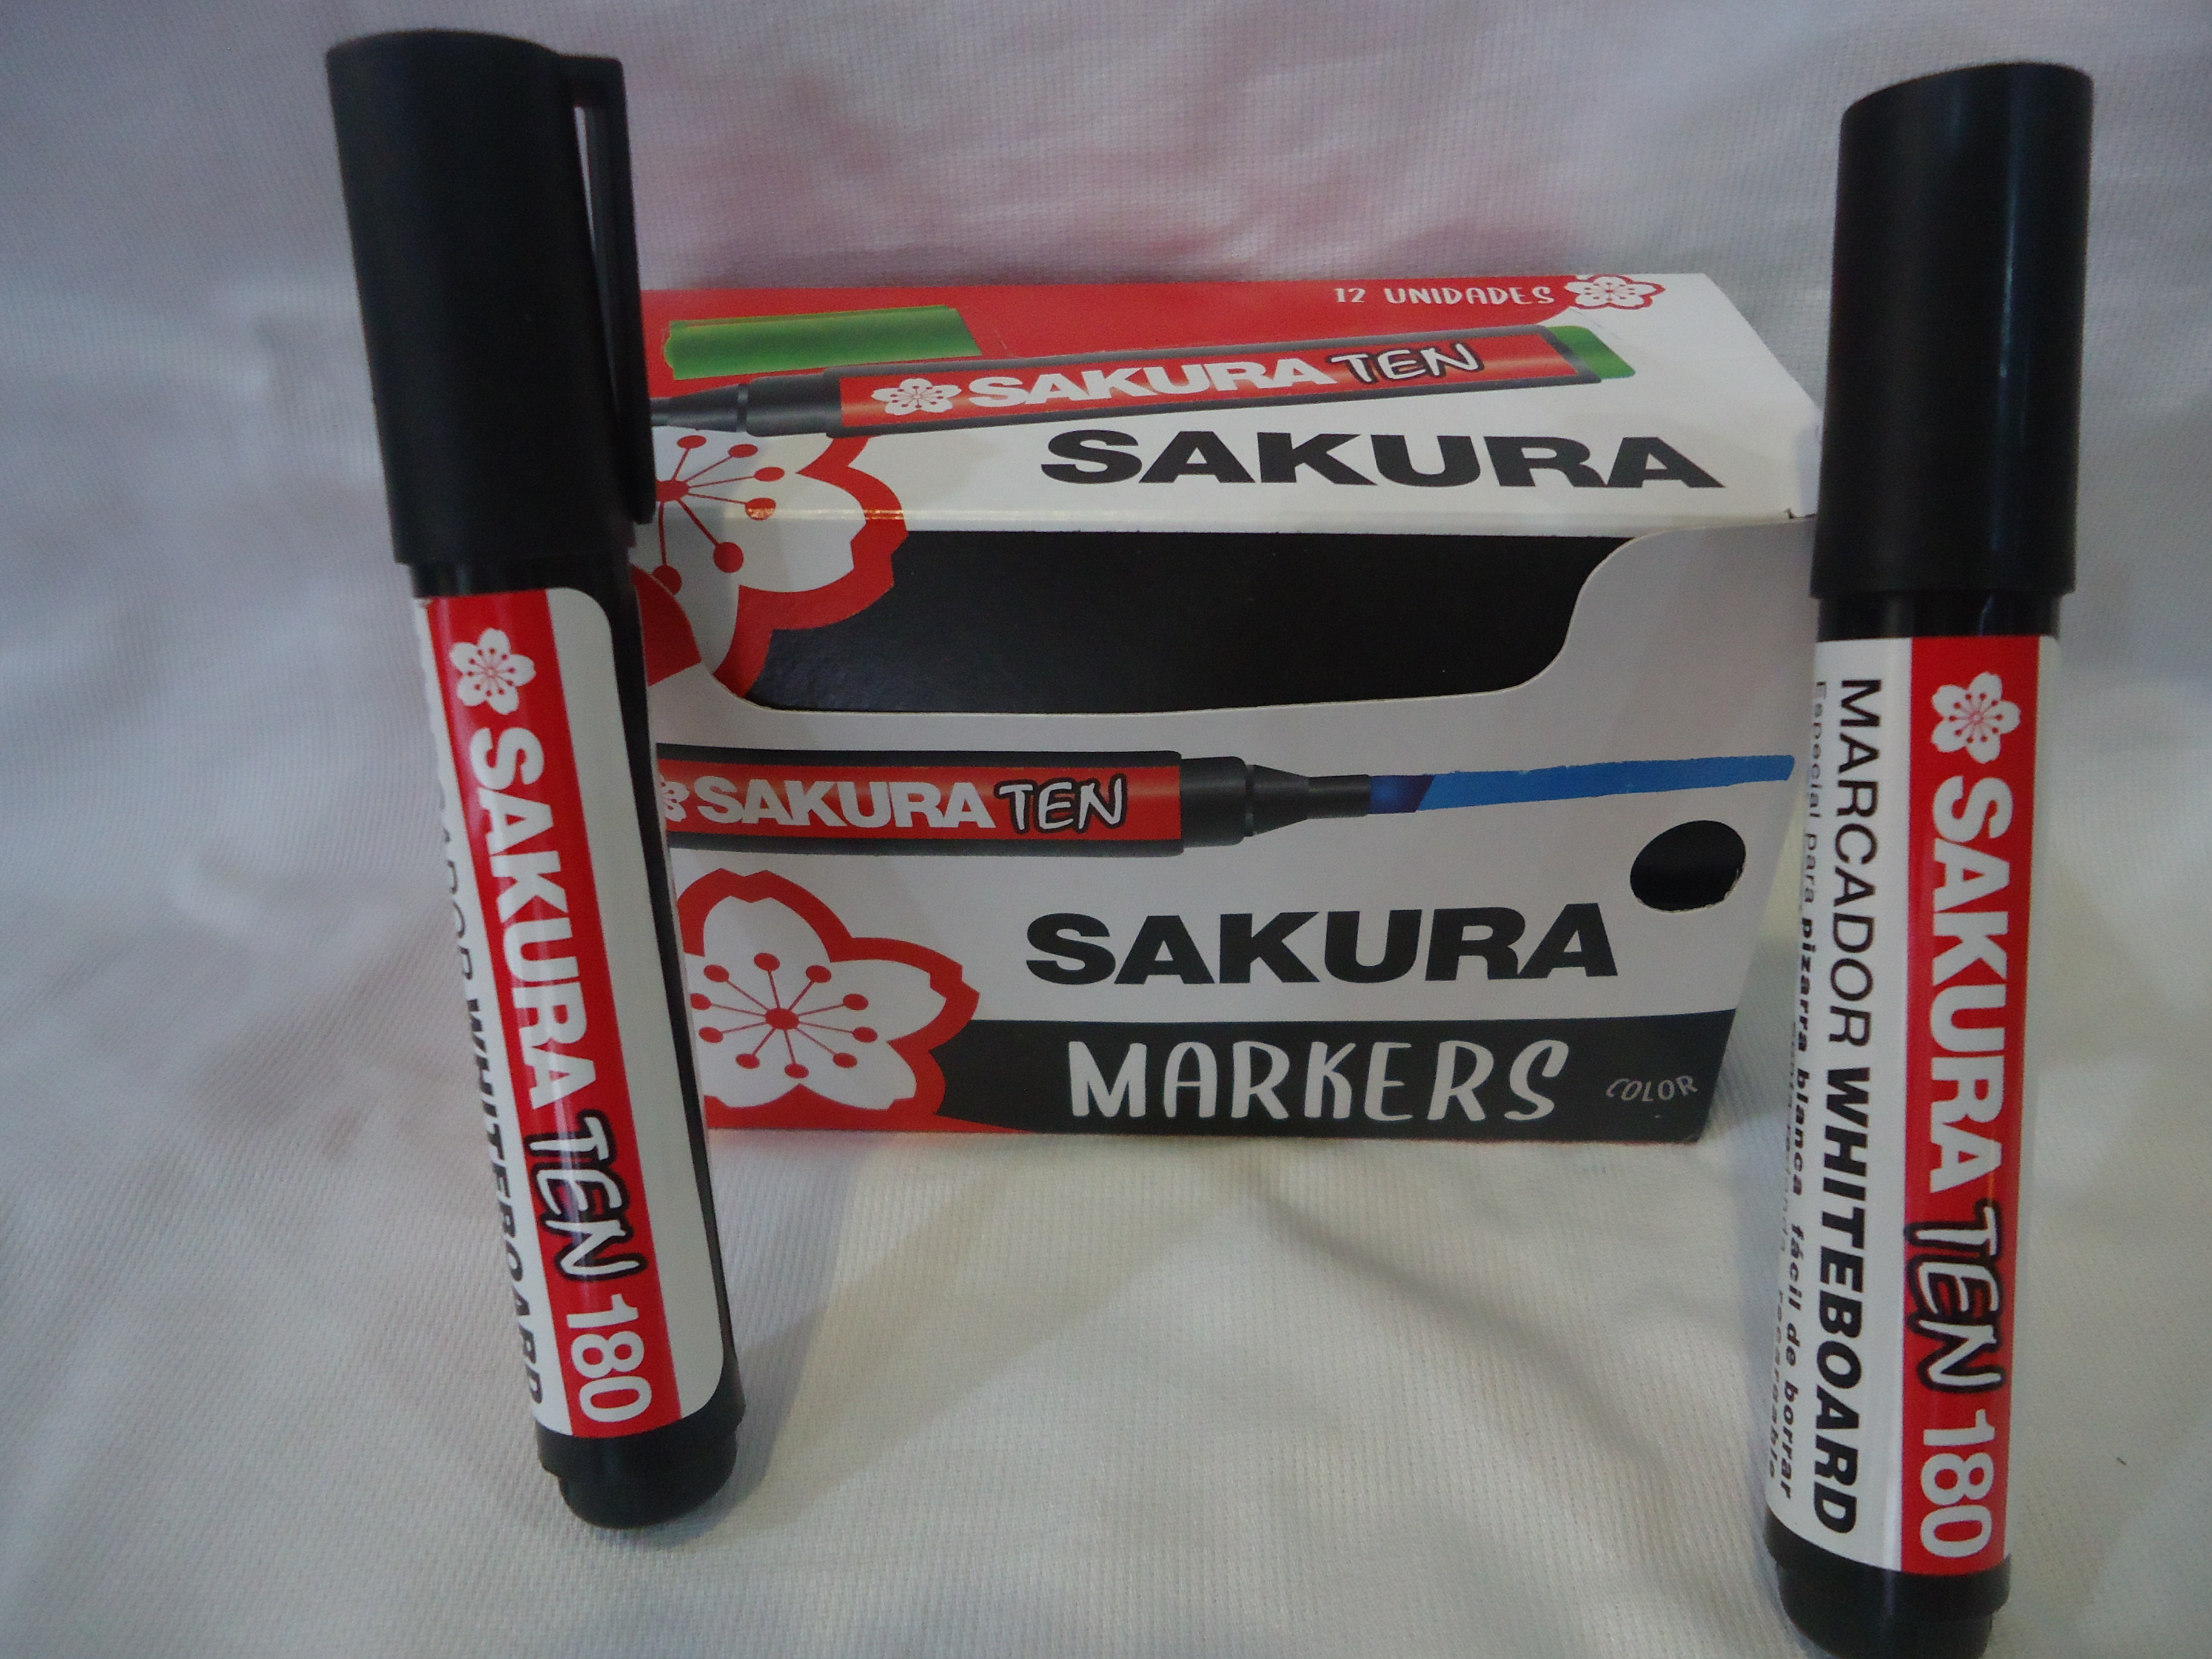 12 UNIDADES
SAKURA TEN
SAKURA
SAKURA TEN
SAKURA
MARKERS
COLOR
SAKURA TEN 180
WHITEBOARD
SAKURA TEN 180
MARCADOR WHITEBOARD
Especial para pizarra blanca fácil de borrar
recargable